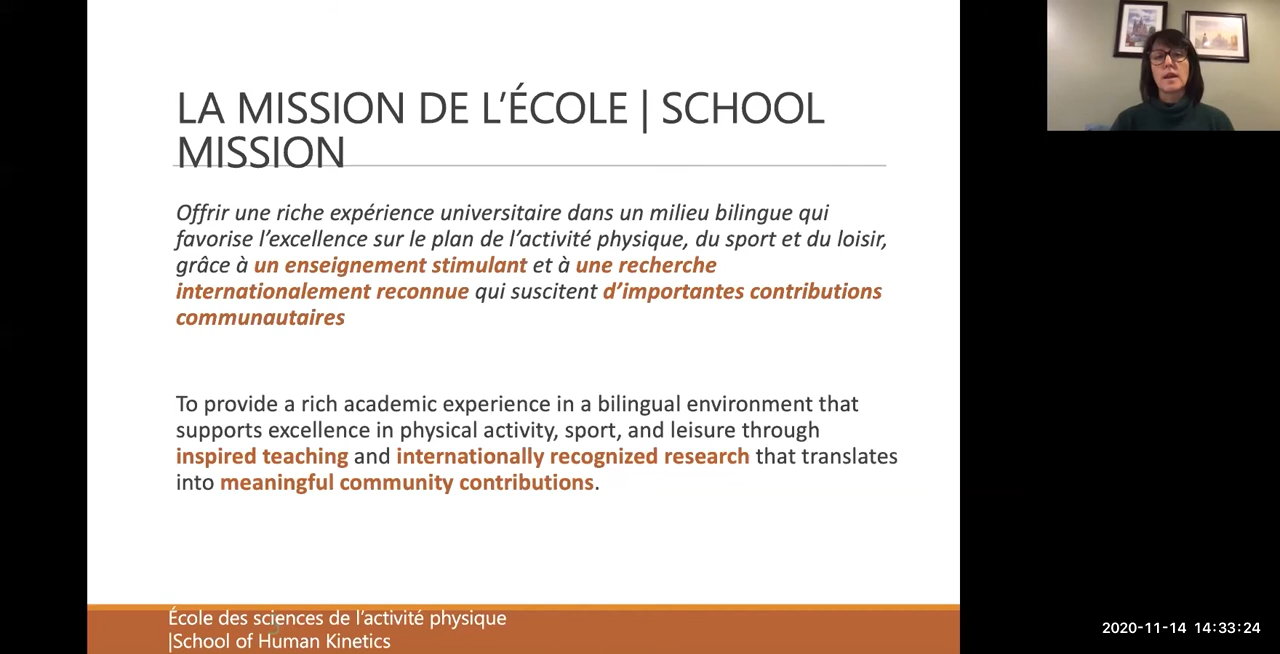 LA MISSION DE L’ÉCOLE | SCHOOL
MISSION
Offrir une riche expérience universitaire dans un milieu bilingue qui
favorise l’excellence sur le plan de l’activité physique, du sport et du loisir,
grâce à un enseignement stimulant et à une recherche
internationalement reconnue qui suscitent d’importantes contributions
communautaires
To provide a rich academic experience in a bilingual environment that
supports excellence in physical activity, sport, and leisure through
inspired teaching and internationally recognized research that translates
into meaningful community contributions.
École des sciences de l’activité physique
|School of Human Kinetics
2020-11-14 14:33:24